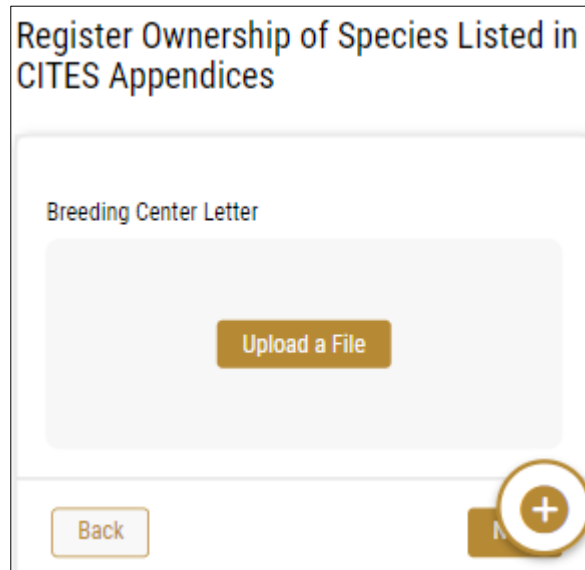 Register Ownership of Species Listed in
CITES Appendices
Breeding Center Letter
Upload a File
Back